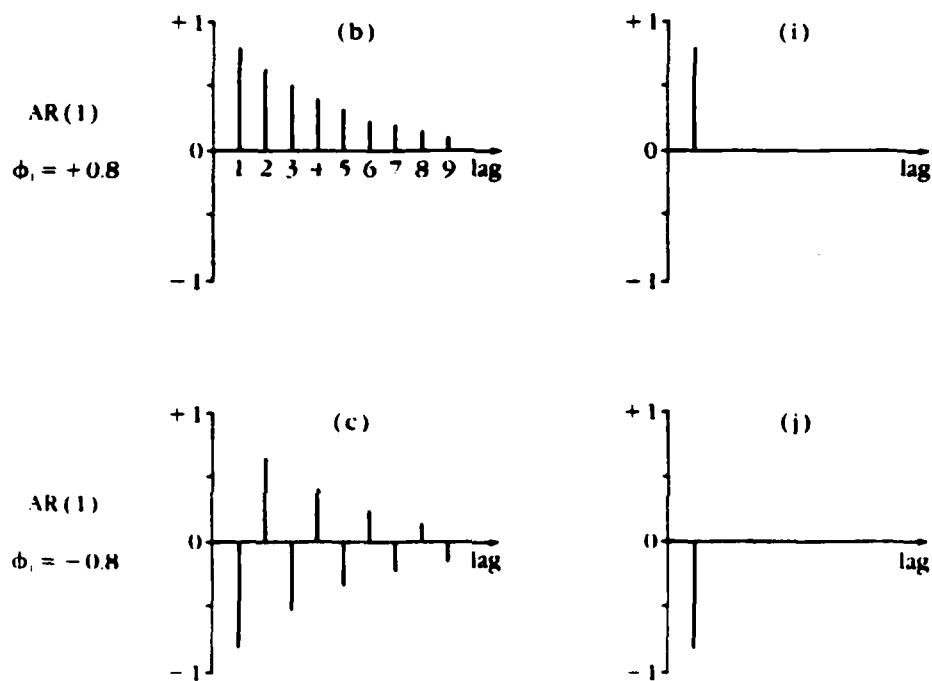 +1
(b)
AR(1)
ϕ₁ = +0.8
0
1 2 3 4 5 6 7 8 9 lag
−1
+1
(i)
0
lag
−1
+1
(c)
AR(1)
ϕ₁ = −0.8
0
lag
−1
+1
(j)
0
lag
−1